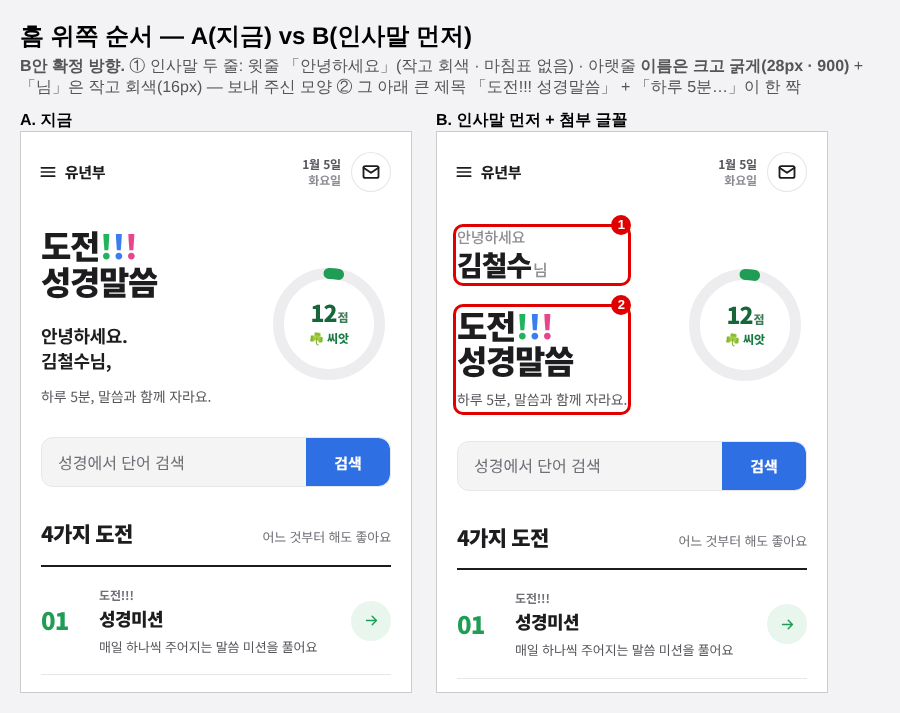 홈 위쪽 순서 — A(지금) vs B(인사말 먼저)
B안 확정 방향. ① 인사말 두 줄: 윗줄 「안녕하세요」(작고 회색 · 마침표 없음) · 아랫줄 이름은 크고 굵게(28px · 900) +
「님」은 작고 회색(16px) — 보내 주신 모양 ② 그 아래 큰 제목 「도전!!! 성경말씀」 + 「하루 5분…」이 한 짝
A. 지금
유년부
1월 5일
화요일
도전!!!
성경말씀
안녕하세요.
김철수님,
하루 5분, 말씀과 함께 자라요.
12점
☘️ 씨앗
성경에서 단어 검색
검색
4가지 도전
어느 것부터 해도 좋아요
01
도전!!!
성경미션
매일 하나씩 주어지는 말씀 미션을 풀어요
→
B. 인사말 먼저 + 첨부 글꼴
유년부
1월 5일
화요일
1
안녕하세요
김철수님
2
도전!!!
성경말씀
하루 5분, 말씀과 함께 자라요.
12점
☘️ 씨앗
성경에서 단어 검색
검색
4가지 도전
어느 것부터 해도 좋아요
01
도전!!!
성경미션
매일 하나씩 주어지는 말씀 미션을 풀어요
→